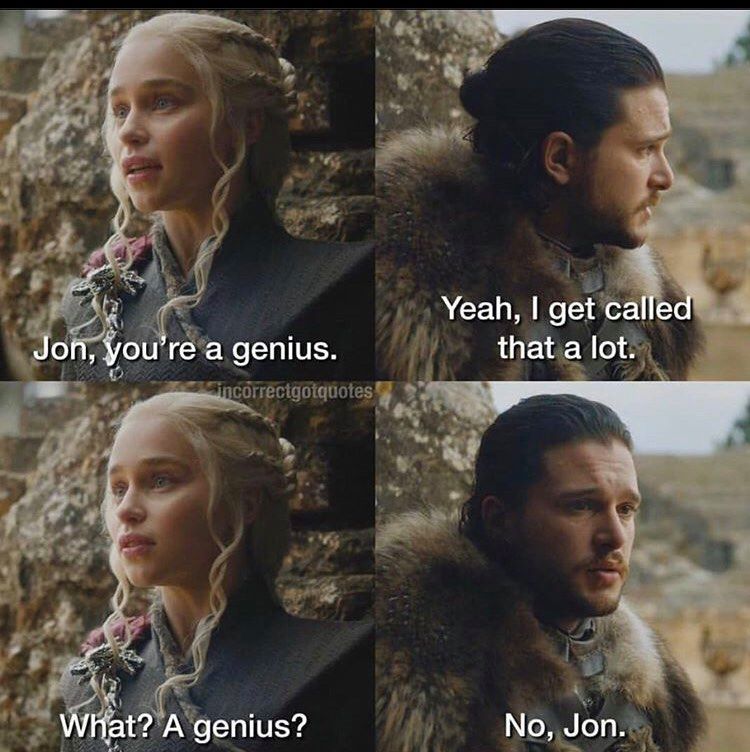 Jon, you're a genius.
Yeah, I get called
that a lot.
incorrectgotquotes
What? A genius?
No, Jon.